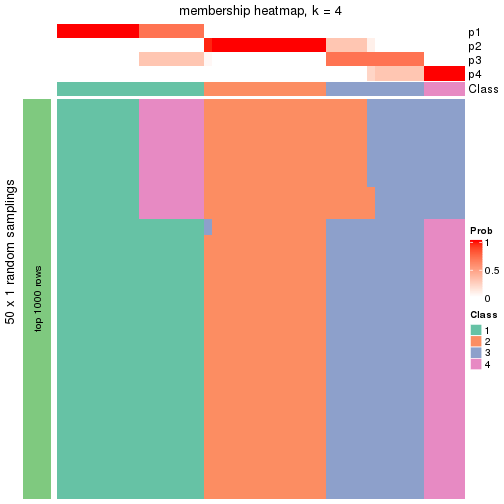 membership heatmap, k = 4
p1
p2
p3
p4
Class
50 x 1 random samplings
top 1000 rows
Prob
1
0.5
0
Class
1
2
3
4